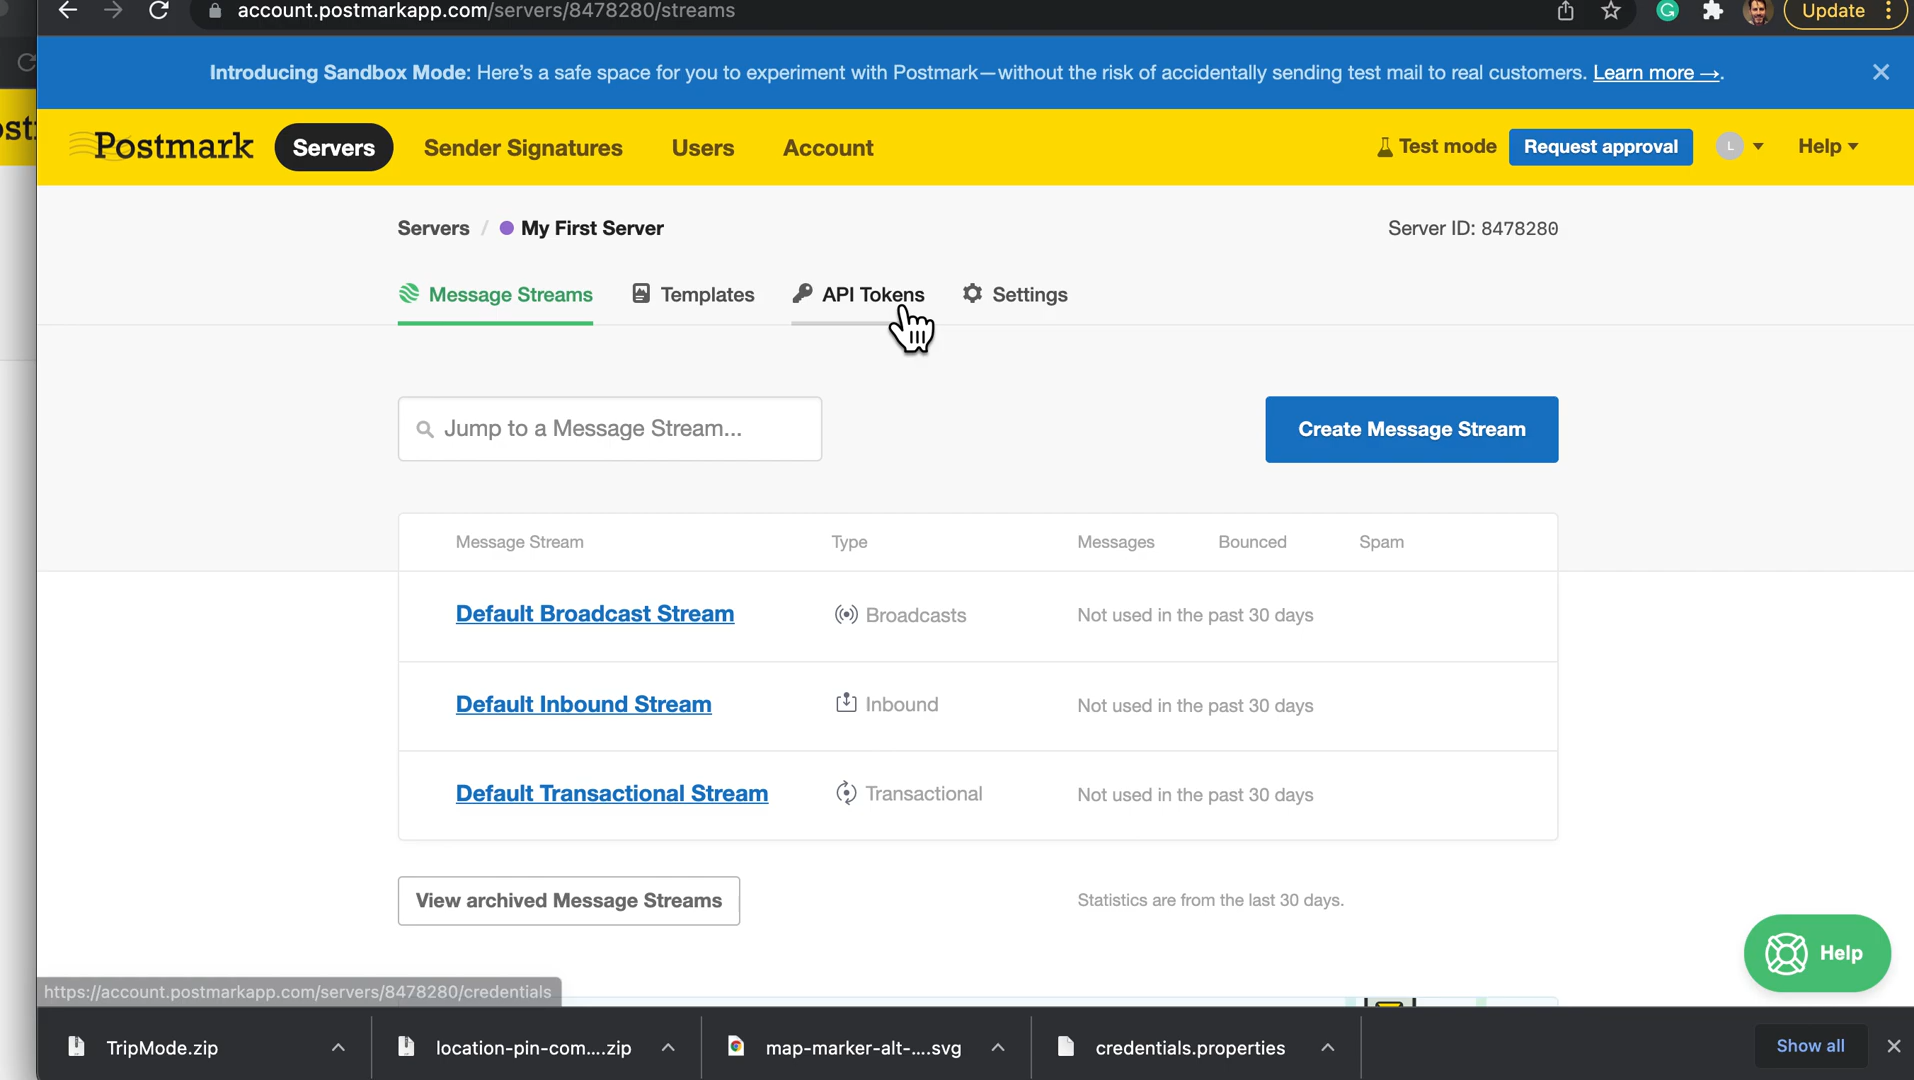 account.postmarkapp.com/servers/8478280/streams
Update
Introducing Sandbox Mode: Here's a safe space for you to experiment with Postmark—without the risk of accidentally sending test mail to real customers. Learn more →.
Postmark
Servers
Sender Signatures
Users
Account
Test mode
Request approval
L
Help
Servers / My First Server
Server ID: 8478280
Message Streams
Templates
API Tokens
Settings
Jump to a Message Stream...
Create Message Stream
Message Stream Type Messages Bounced Spam
Default Broadcast Stream Broadcasts Not used in the past 30 days
Default Inbound Stream Inbound Not used in the past 30 days
Default Transactional Stream Transactional Not used in the past 30 days
View archived Message Streams
Statistics are from the last 30 days.
Help
https://account.postmarkapp.com/servers/8478280/credentials
TripMode.zip
location-pin-com....zip
map-marker-alt-....svg
credentials.properties
Show all